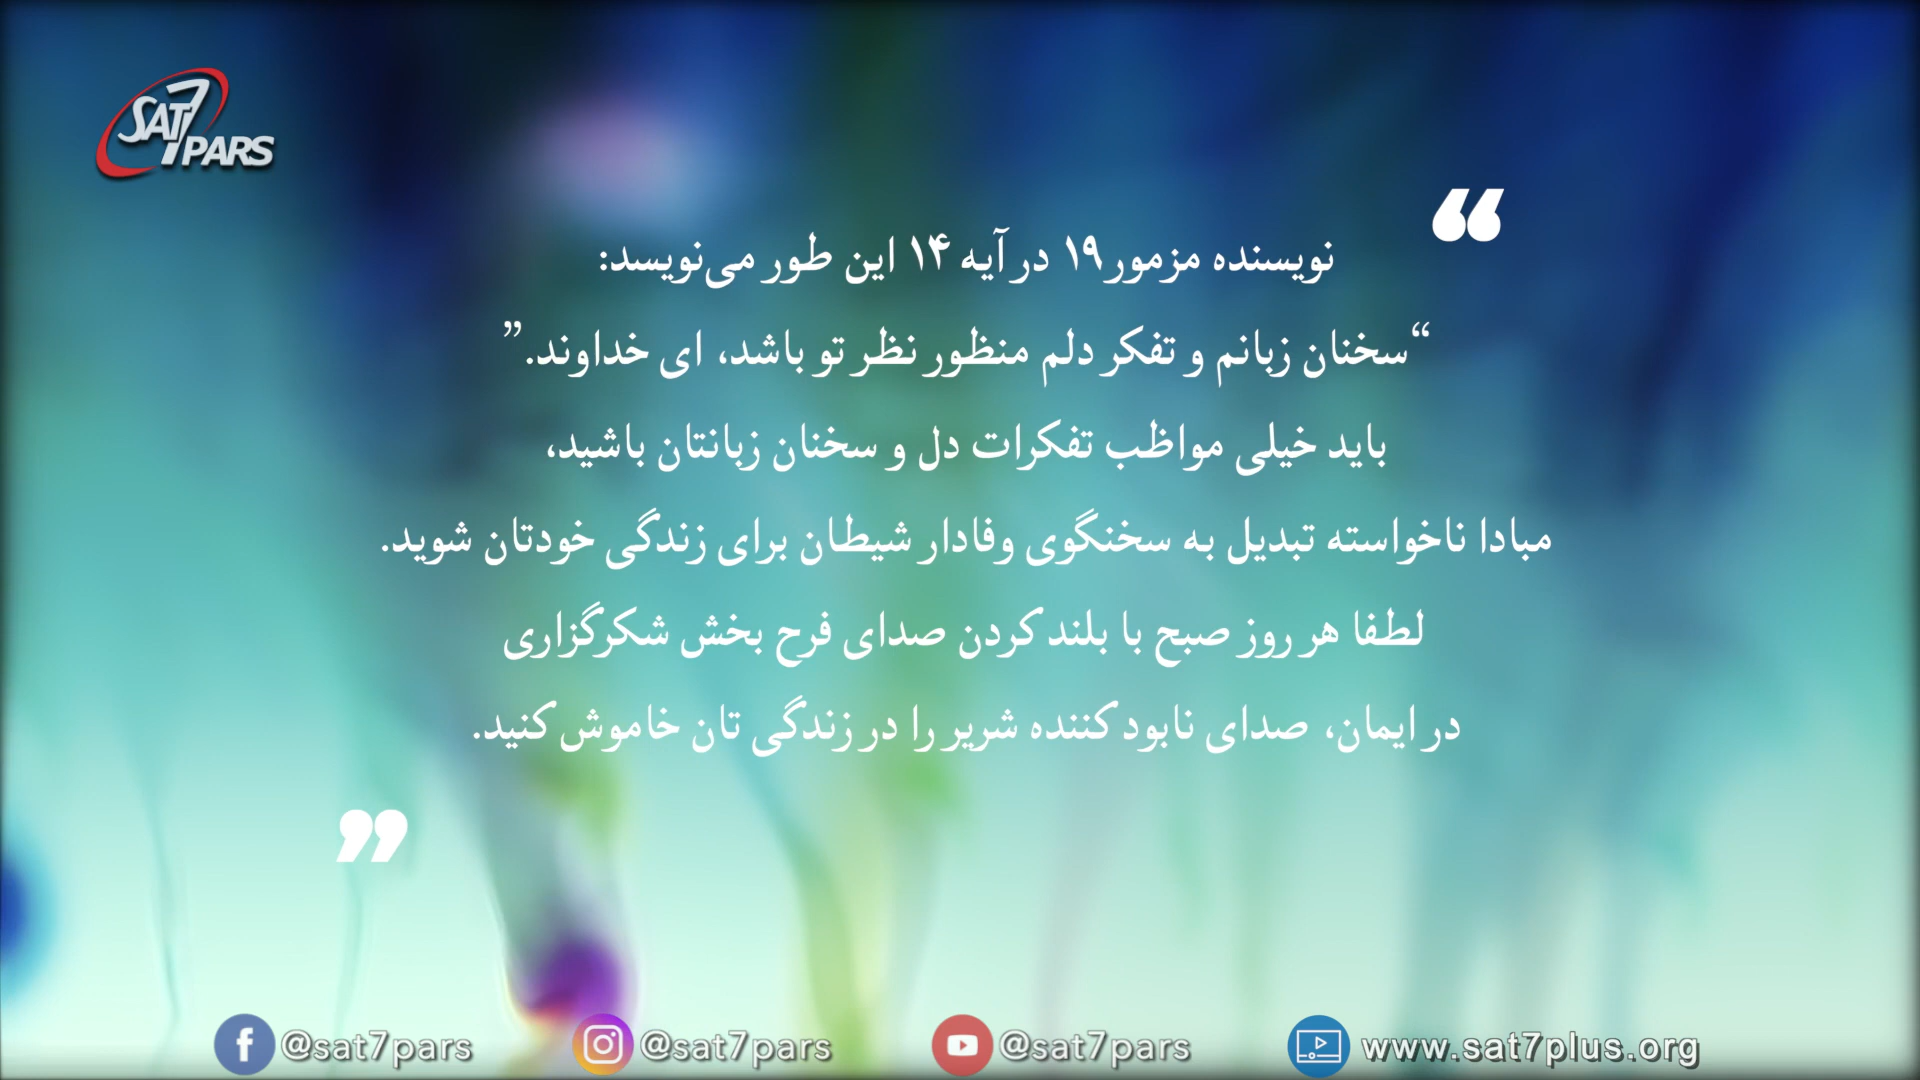 SAT7 PARS
“
نویسنده مزمور ۱۹ در آیه ۱۴ این طور می‌نویسد:
“سخنان زبانم و تفکر دلم منظور نظر تو باشد، ای خداوند.”
باید خیلی مواظب تفکرات دل و سخنان زبانتان باشید،
مبادا ناخواسته تبدیل به سخنگوی وفادار شیطان برای زندگی خودتان شوید.
لطفا هر روز صبح با بلند کردن صدای فرح بخش شکرگزاری
در ایمان، صدای نابود کننده شریر را در زندگی تان خاموش کنید.
”
@sat7pars @sat7pars @sat7pars www.sat7plus.org